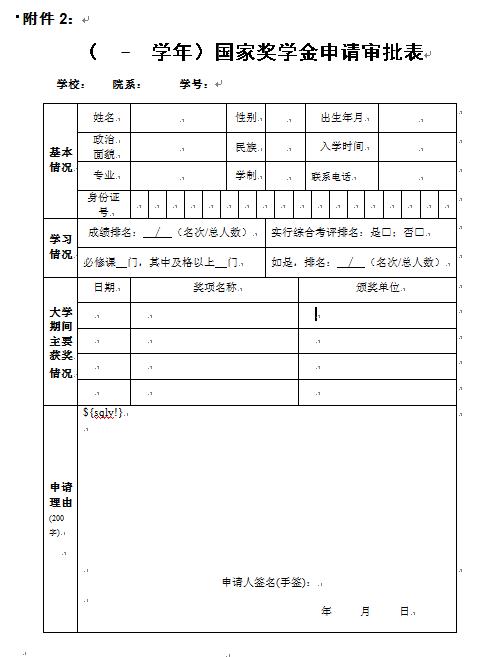 附件2：
（ - 学年）国家奖学金申请审批表
学校： 院系： 学号：
基本情况
姓名 性别 出生年月
政治面貌 民族 入学时间
专业 学制 联系电话
身份证号
学习情况
成绩排名： / （名次/总人数） 实行综合考评排名：是□；否□
必修课__门，其中及格以上__门 如是，排名： / （名次/总人数）
大学期间主要获奖情况
日期 奖项名称 颁奖单位
申请理由(200字)
${sqly!}
申请人签名(手签)：
年 月 日